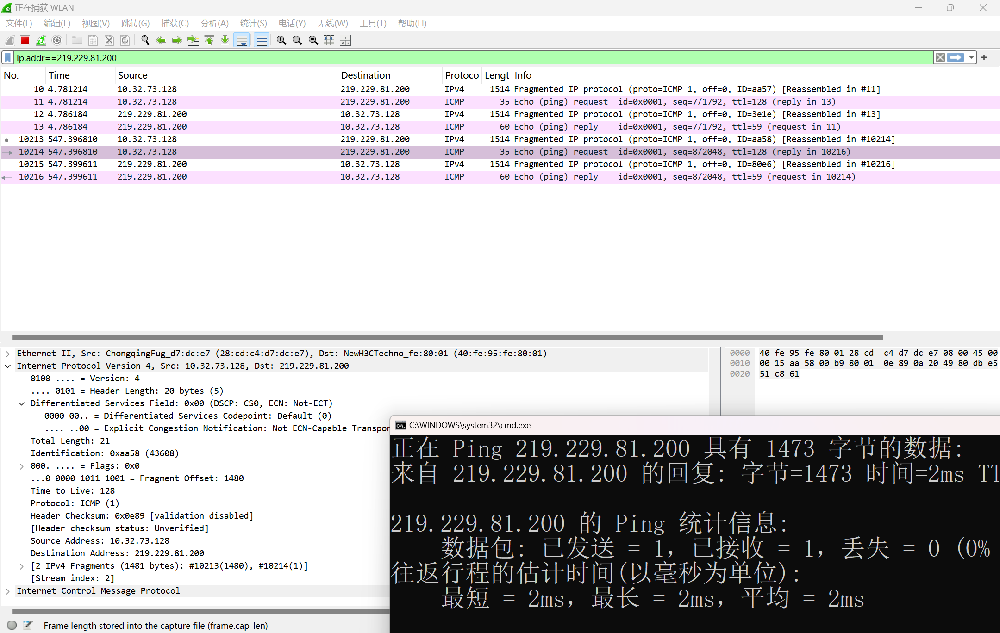 正在捕获 WLAN
文件(F) 编辑(E) 视图(V) 跳转(G) 捕获(C) 分析(A) 统计(S) 电话(Y) 无线(W) 工具(T) 帮助(H)
ip.addr==219.229.81.200
No. Time Source Destination Protoco Lengt Info
10 4.781214 10.32.73.128 219.229.81.200 IPv4 1514 Fragmented IP protocol (proto=ICMP 1, off=0, ID=aa57) [Reassembled in #11]
11 4.781214 10.32.73.128 219.229.81.200 ICMP 35 Echo (ping) request id=0x0001, seq=7/1792, ttl=128 (reply in 13)
12 4.786184 219.229.81.200 10.32.73.128 IPv4 1514 Fragmented IP protocol (proto=ICMP 1, off=0, ID=3e1e) [Reassembled in #13]
13 4.786184 219.229.81.200 10.32.73.128 ICMP 60 Echo (ping) reply id=0x0001, seq=7/1792, ttl=59 (request in 11)
10213 547.396810 10.32.73.128 219.229.81.200 IPv4 1514 Fragmented IP protocol (proto=ICMP 1, off=0, ID=aa58) [Reassembled in #10214]
10214 547.396810 10.32.73.128 219.229.81.200 ICMP 35 Echo (ping) request id=0x0001, seq=8/2048, ttl=128 (reply in 10216)
10215 547.399611 219.229.81.200 10.32.73.128 IPv4 1514 Fragmented IP protocol (proto=ICMP 1, off=0, ID=80e6) [Reassembled in #10216]
10216 547.399611 219.229.81.200 10.32.73.128 ICMP 60 Echo (ping) reply id=0x0001, seq=8/2048, ttl=59 (request in 10214)
Ethernet II, Src: ChongqingFug_d7:dc:e7 (28:cd:c4:d7:dc:e7), Dst: NewH3CTechno_fe:80:01 (40:fe:95:fe:80:01)
Internet Protocol Version 4, Src: 10.32.73.128, Dst: 219.229.81.200
0100 .... = Version: 4
.... 0101 = Header Length: 20 bytes (5)
Differentiated Services Field: 0x00 (DSCP: CS0, ECN: Not-ECT)
0000 00.. = Differentiated Services Codepoint: Default (0)
.... ..00 = Explicit Congestion Notification: Not ECN-Capable Transpor
Total Length: 21
Identification: 0xaa58 (43608)
000. .... = Flags: 0x0
...0 0000 1011 1001 = Fragment Offset: 1480
Time to Live: 128
Protocol: ICMP (1)
Header Checksum: 0x0e89 [validation disabled]
[Header checksum status: Unverified]
Source Address: 10.32.73.128
Destination Address: 219.229.81.200
[2 IPv4 Fragments (1481 bytes): #10213(1480), #10214(1)]
[Stream index: 2]
Internet Control Message Protocol
0000 40 fe 95 fe 80 01 28 cd c4 d7 dc e7 08 00 45 00
0010 00 15 aa 58 00 b9 80 01 0e 89 0a 20 49 80 db e5
0020 51 c8 61
C:\WINDOWS\system32\cmd.exe
正在 Ping 219.229.81.200 具有 1473 字节的数据:
来自 219.229.81.200 的回复: 字节=1473 时间=2ms TT
219.229.81.200 的 Ping 统计信息:
数据包: 已发送 = 1, 已接收 = 1, 丢失 = 0 (0%
往返行程的估计时间(以毫秒为单位):
最短 = 2ms, 最长 = 2ms, 平均 = 2ms
Frame length stored into the capture file (frame.cap_len)